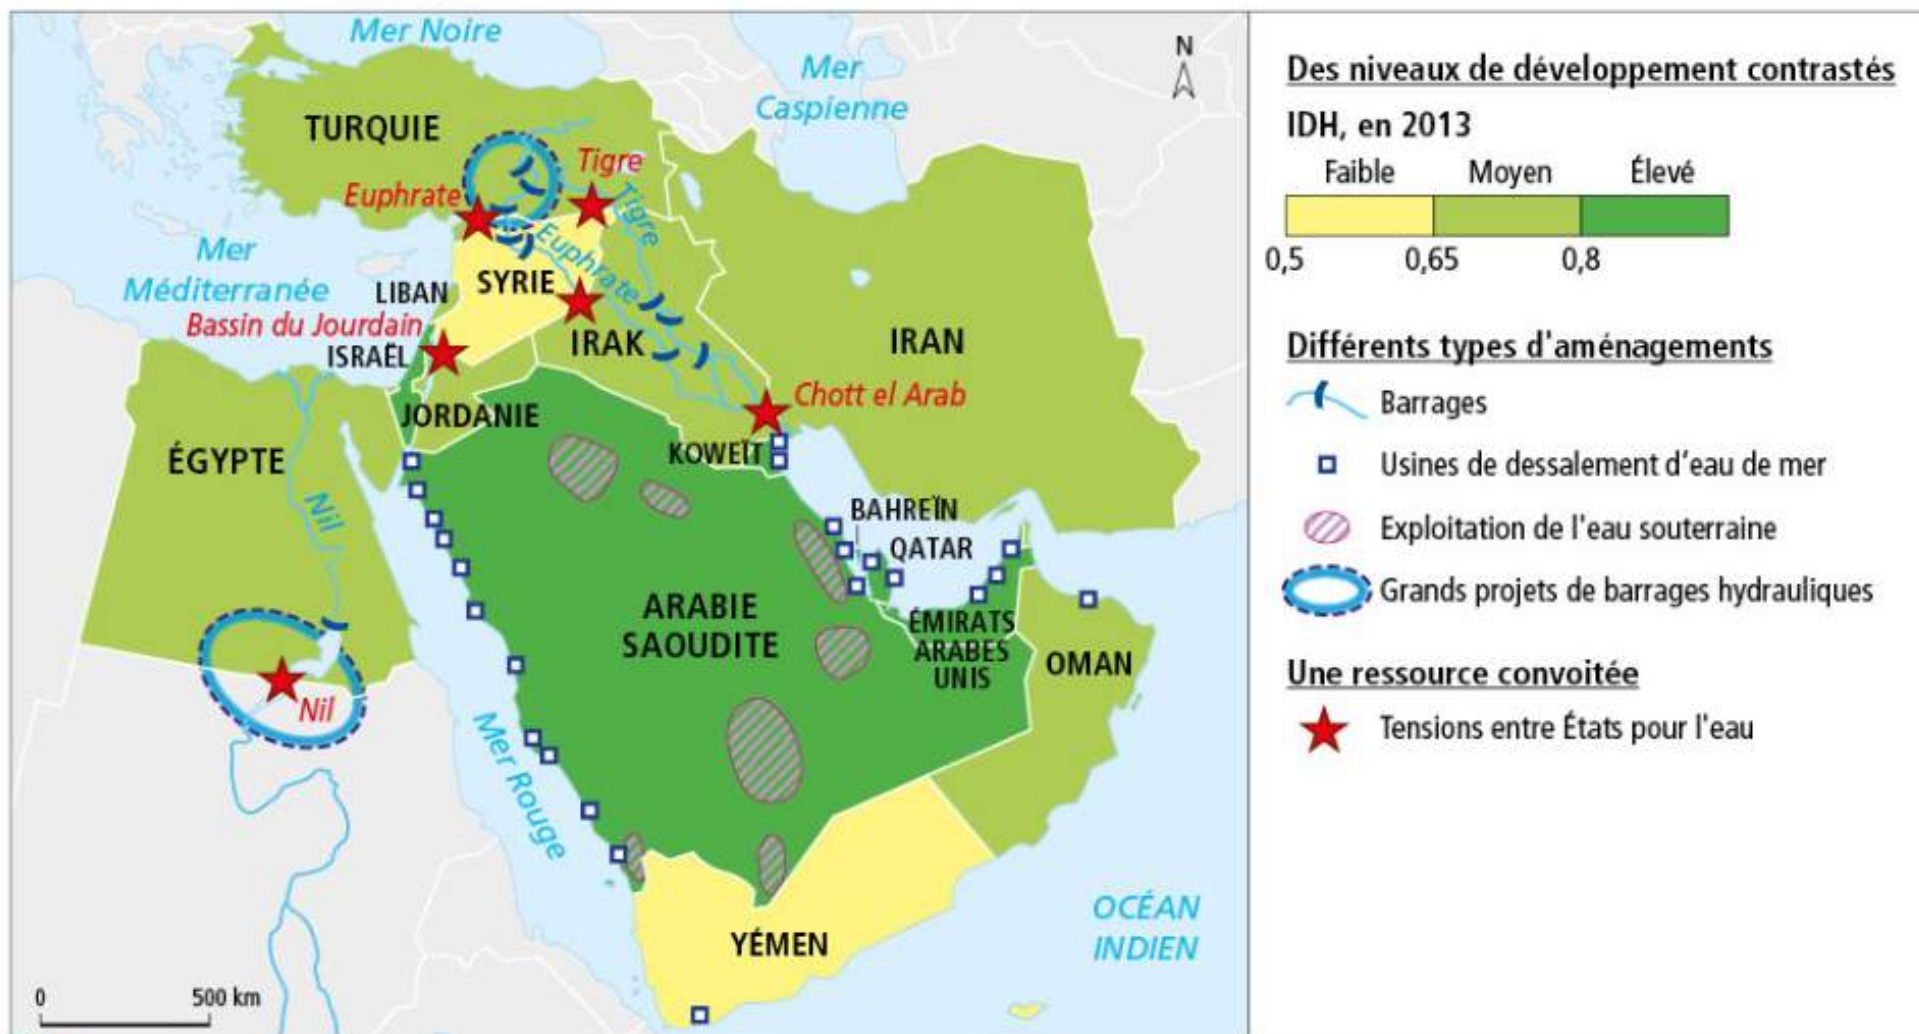 Mer Noire
Mer
Caspienne
N
TURQUIE
Tigre
Euphrate
Tigre
Euphrate
Mer
Méditerranée
LIBAN
SYRIE
Bassin du Jourdain
ISRAËL
IRAK
IRAN
JORDANIE
Chott el Arab
ÉGYPTE
KOWEÏT
Nil
BAHREÏN
QATAR
ARABIE
SAOUDITE
ÉMIRATS
ARABES
UNIS
OMAN
Nil
Mer Rouge
YÉMEN
OCÉAN
INDIEN
0 500 km
Des niveaux de développement contrastés
IDH, en 2013
Faible Moyen Élevé
0,5 0,65 0,8
Différents types d'aménagements
Barrages
Usines de dessalement d'eau de mer
Exploitation de l'eau souterraine
Grands projets de barrages hydrauliques
Une ressource convoitée
Tensions entre États pour l'eau